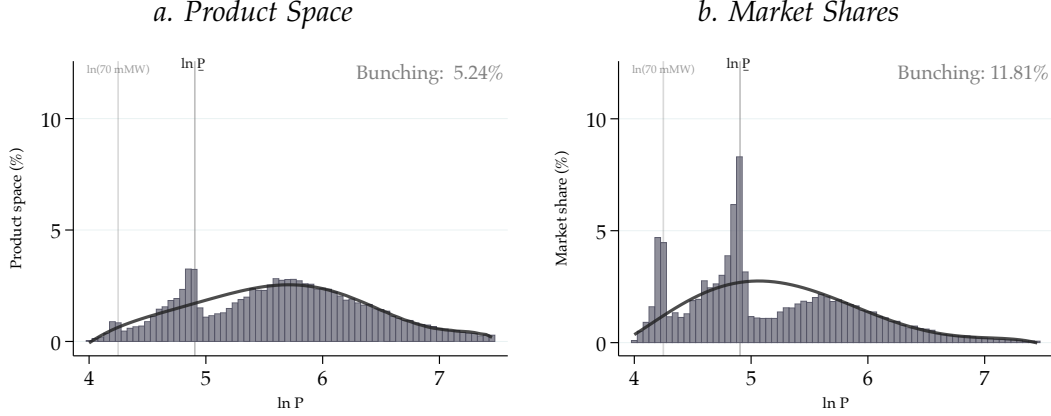 a. Product Space
ln(70 mMW)
ln P
Bunching: 5.24%
Product space (%)
10
5
0
4 5 6 7
ln P
b. Market Shares
ln(70 mMW)
ln P
Bunching: 11.81%
Market share (%)
10
5
0
4 5 6 7
ln P